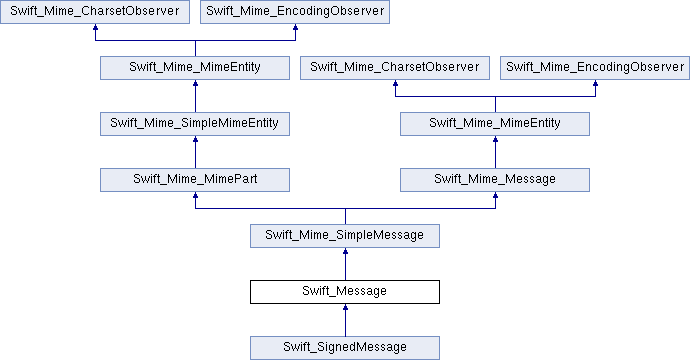 Swift_Mime_CharsetObserver
Swift_Mime_EncodingObserver
Swift_Mime_MimeEntity
Swift_Mime_CharsetObserver
Swift_Mime_EncodingObserver
Swift_Mime_SimpleMimeEntity
Swift_Mime_MimeEntity
Swift_Mime_MimePart
Swift_Mime_Message
Swift_Mime_SimpleMessage
Swift_Message
Swift_SignedMessage